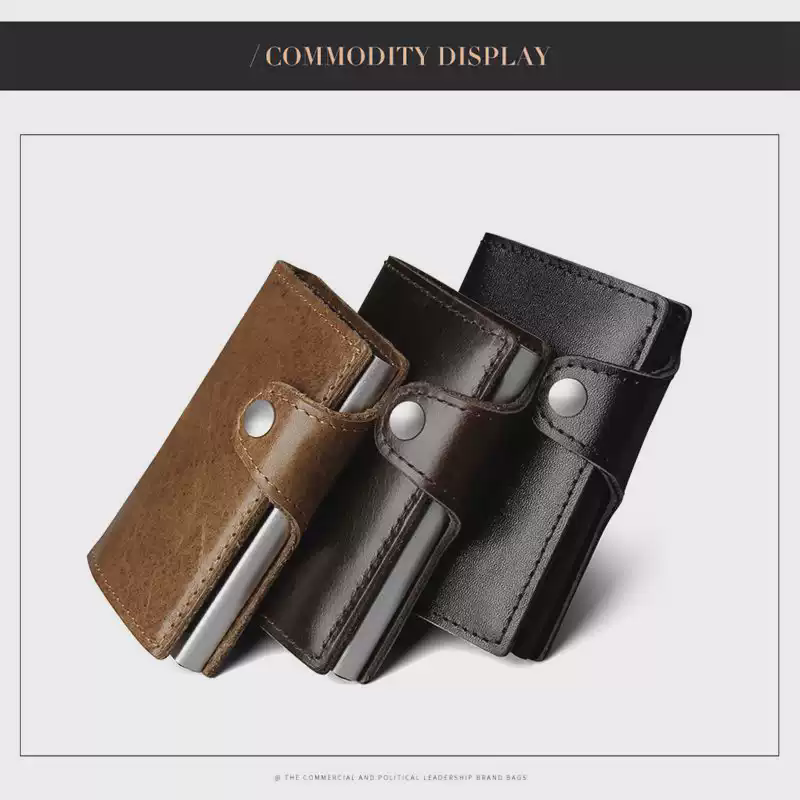 / COMMODITY DISPLAY
@ THE COMMERCIAL AND POLITICAL LEADERSHIP BRAND BAGS